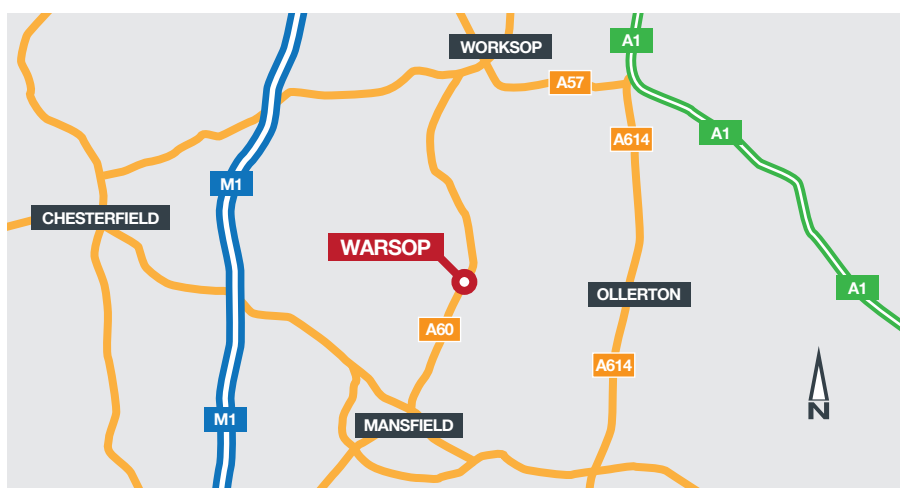 WORKSOP
A1
A57
A1
A614
M1
CHESTERFIELD
WARSOP
A1
OLLERTON
A60
A614
M1
MANSFIELD
N